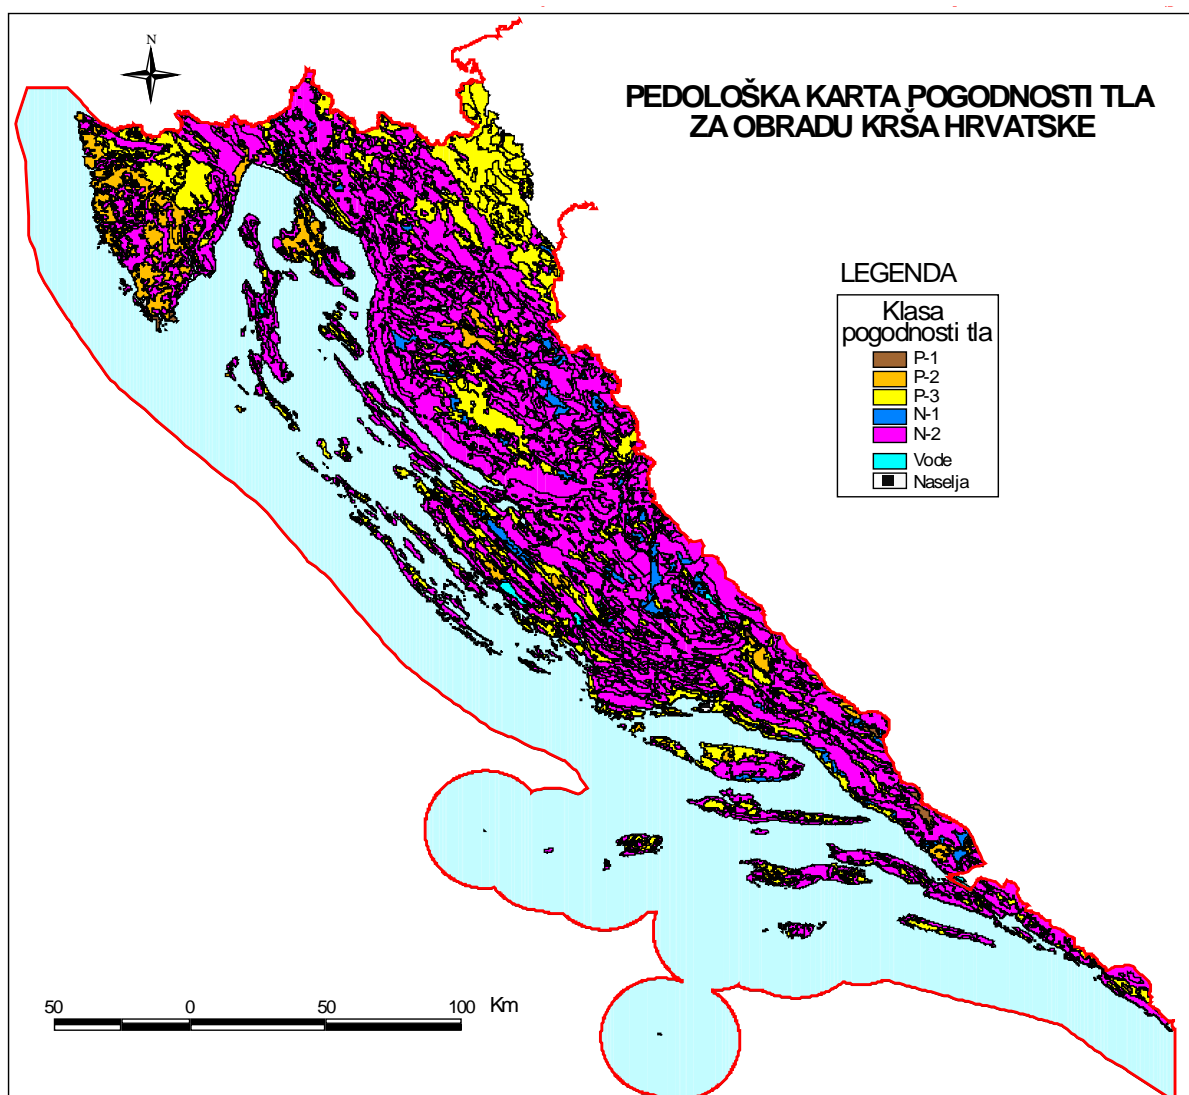 N
PEDOLOŠKA KARTA POGODNOSTI TLA
ZA OBRADU KRŠA HRVATSKE
LEGENDA
Klasa
pogodnosti tla
P-1
P-2
P-3
N-1
N-2
Vode
Naselja
50 0 50 100 Km